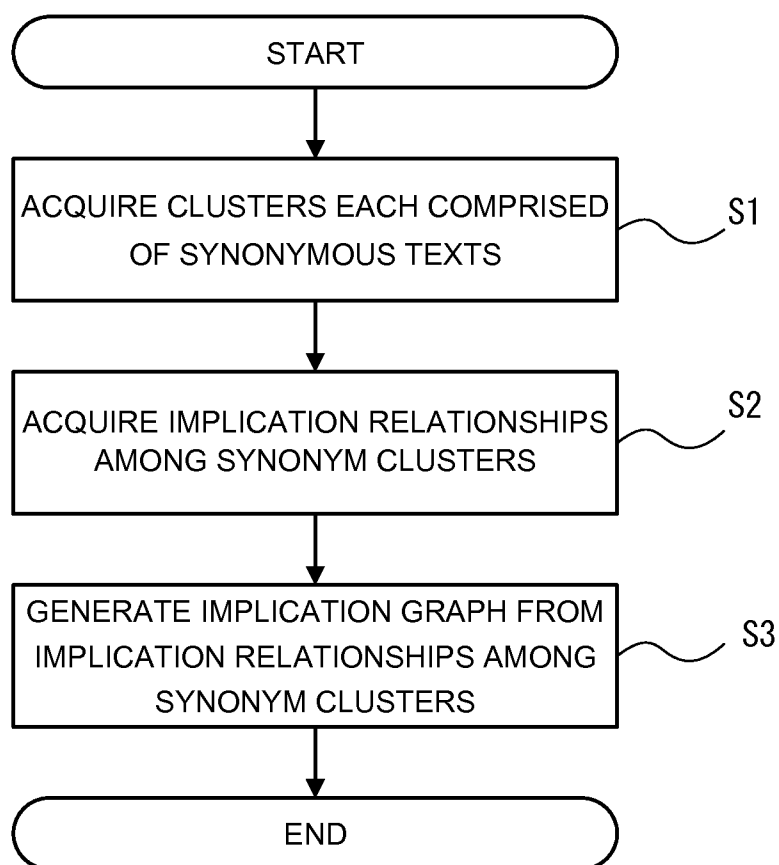 START
ACQUIRE CLUSTERS EACH COMPRISED
OF SYNONYMOUS TEXTS
S1
ACQUIRE IMPLICATION RELATIONSHIPS
AMONG SYNONYM CLUSTERS
S2
GENERATE IMPLICATION GRAPH FROM
IMPLICATION RELATIONSHIPS AMONG
SYNONYM CLUSTERS
S3
END